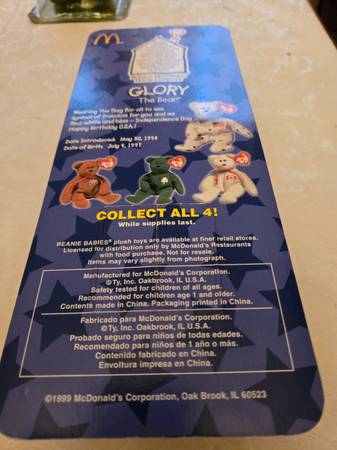 GLORY
The Bear
Wearing the flag for all to see
Symbol of freedom for you and me
Red white and blue – Independence Day
Happy Birthday U.S.A.!
Date Introduced: May 30, 1998
Date of Birth: July 4, 1997
COLLECT ALL 4!
While supplies last.
BEANIE BABIES® plush toys are available at finer retail stores.
Licensed for distribution only by McDonald's Restaurants
with food purchase. Not for resale.
Items may vary slightly from photograph.
Manufactured for McDonald's Corporation.
©Ty, Inc. Oakbrook, IL U.S.A.
Safety tested for children of all ages.
Recommended for children age 1 and older.
Contents made in China. Packaging printed in China.
Fabricado para McDonald's Corporation.
©Ty, Inc. Oakbrook, IL U.S.A.
Probado seguro para niños de todas edades.
Recomendado para niños de 1 año o más.
Contenido fabricado en China.
Envoltura impresa en China.
©1999 McDonald's Corporation, Oak Brook, IL 60523